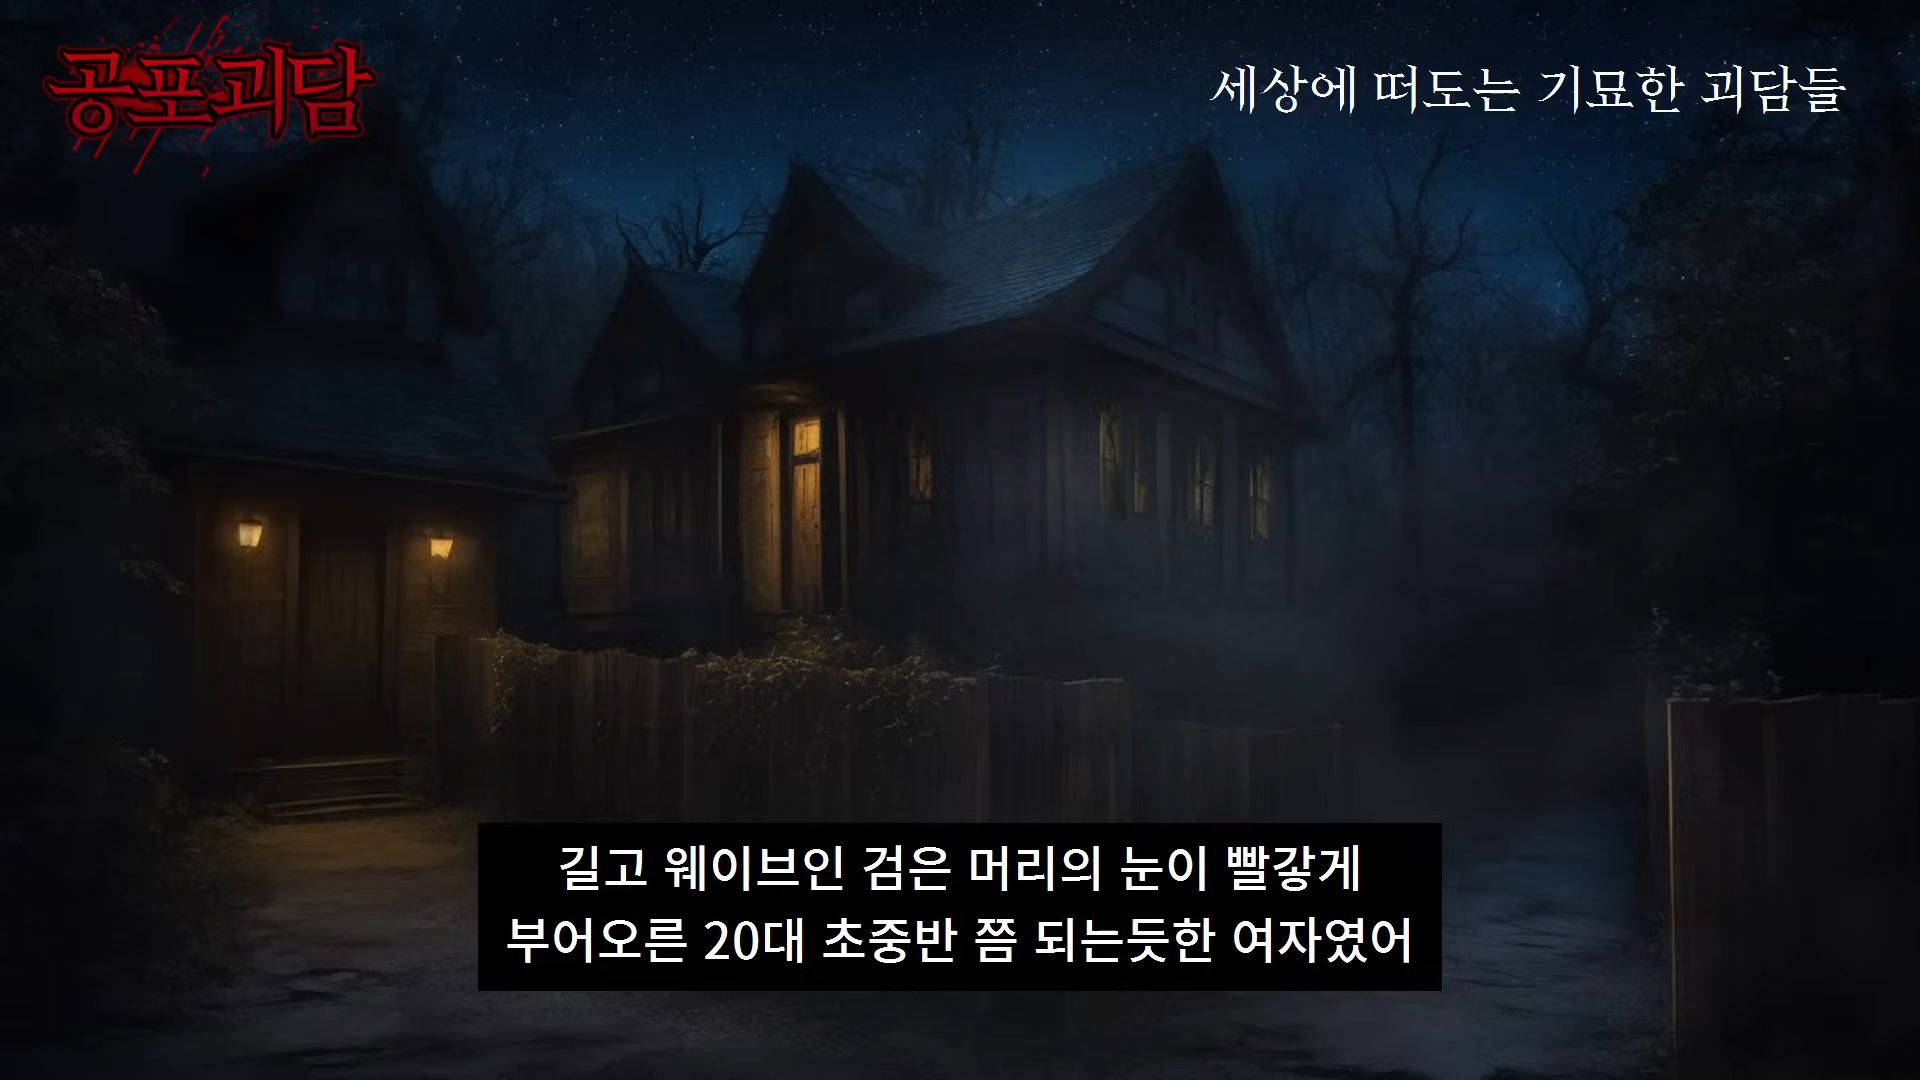 공포괴담
세상에 떠도는 기묘한 괴담들
길고 웨이브인 검은 머리의 눈이 빨갛게
부어오른 20대 초중반 쯤 되는듯한 여자였어